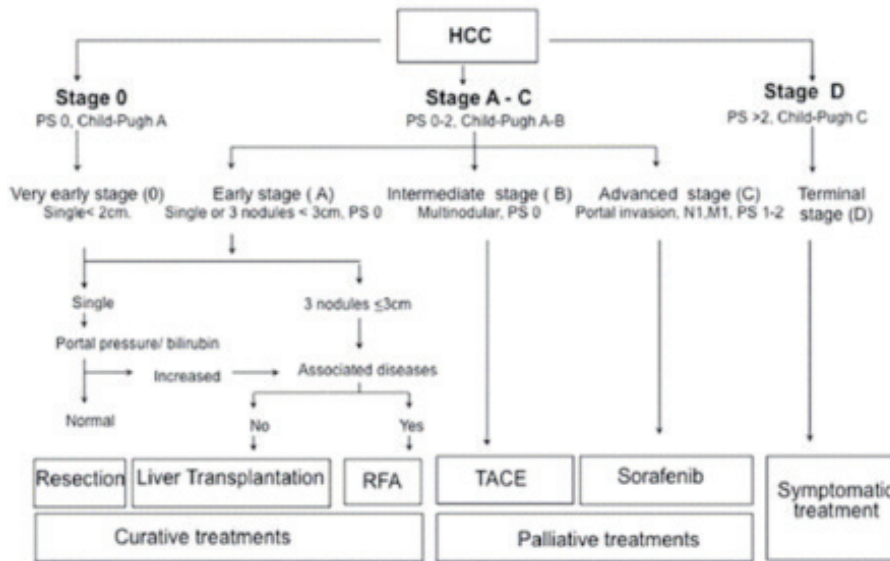 HCC
Stage 0
PS 0, Child-Pugh A
Stage A - C
PS 0-2, Child-Pugh A-B
Stage D
PS >2, Child-Pugh C
Very early stage (0)
Single< 2cm.
Early stage ( A)
Single or 3 nodules < 3cm, PS 0
Intermediate stage ( B)
Multinodular, PS 0
Advanced stage (C)
Portal invasion, N1,M1, PS 1-2
Terminal
stage (D)
Single
3 nodules ≤3cm
Portal pressure/ bilirubin
Increased
Associated diseases
Normal
No
Yes
Resection
Liver Transplantation
RFA
TACE
Sorafenib
Symptomatic
treatment
Curative treatments
Palliative treatments